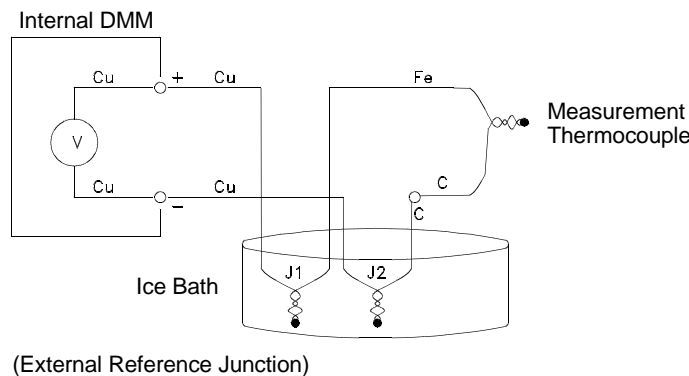 Internal DMM
Cu + Cu Fe
Measurement
Thermocouple
V
Cu Cu C
− C
J1 J2
Ice Bath
(External Reference Junction)